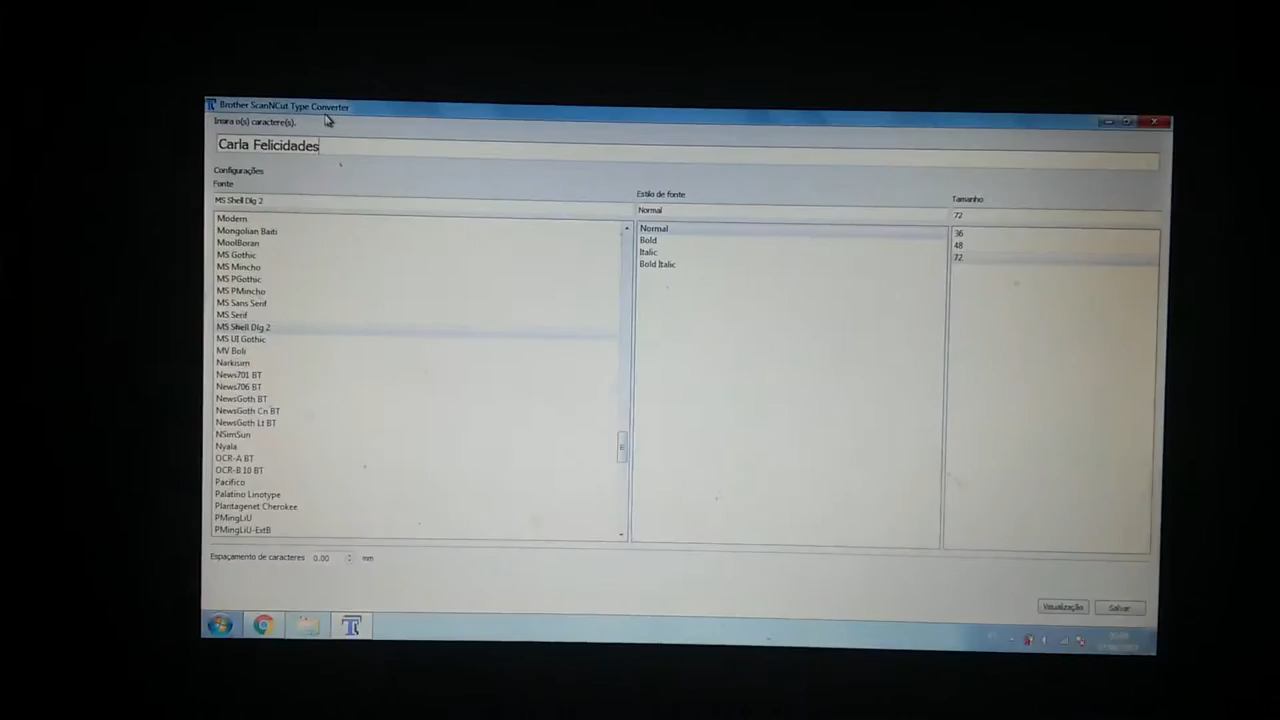 Brother ScanNCut Type Converter
Insira o(s) caractere(s).
Carla Felicidades
Configurações
Fonte
MS Shell Dlg 2
Modern
Mongolian Baiti
MoolBoran
MS Gothic
MS Mincho
MS PGothic
MS PMincho
MS Sans Serif
MS Serif
MS Shell Dlg 2
MS UI Gothic
MV Boli
Narkisim
News701 BT
News706 BT
NewsGoth BT
NewsGoth Cn BT
NewsGoth Lt BT
NSimSun
Nyala
OCR-A BT
OCR-B 10 BT
Pacifico
Palatino Linotype
Plantagenet Cherokee
PMingLiU
PMingLiU-ExtB
Estilo de fonte
Normal
Normal
Bold
Italic
Bold Italic
Tamanho
72
36
48
72
Espaçamento de caracteres 0.00 mm
Visualização Salvar